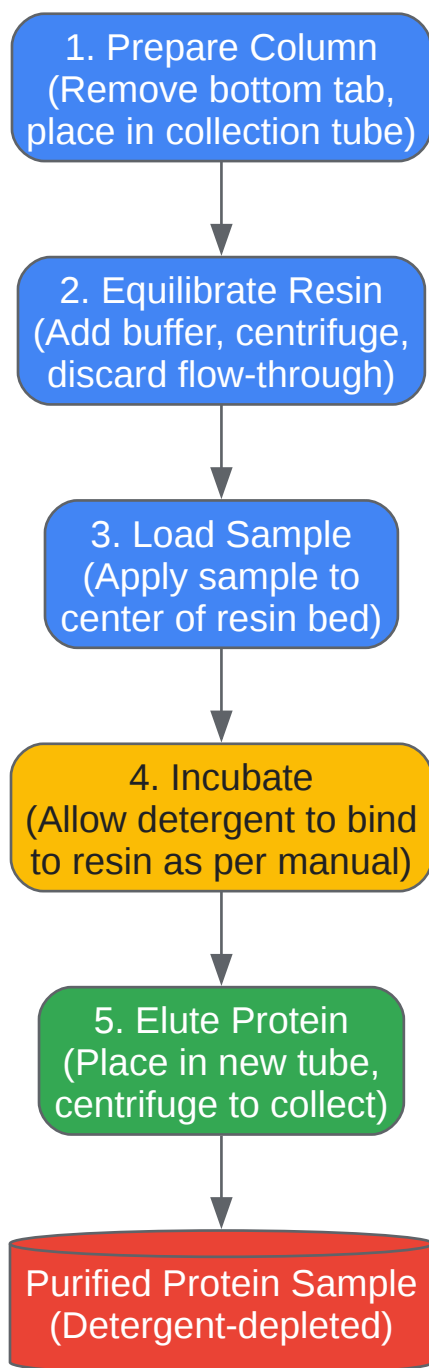 1. Prepare Column
(Remove bottom tab,
place in collection tube)
2. Equilibrate Resin
(Add buffer, centrifuge,
discard flow-through)
3. Load Sample
(Apply sample to
center of resin bed)
4. Incubate
(Allow detergent to bind
to resin as per manual)
5. Elute Protein
(Place in new tube,
centrifuge to collect)
Purified Protein Sample
(Detergent-depleted)